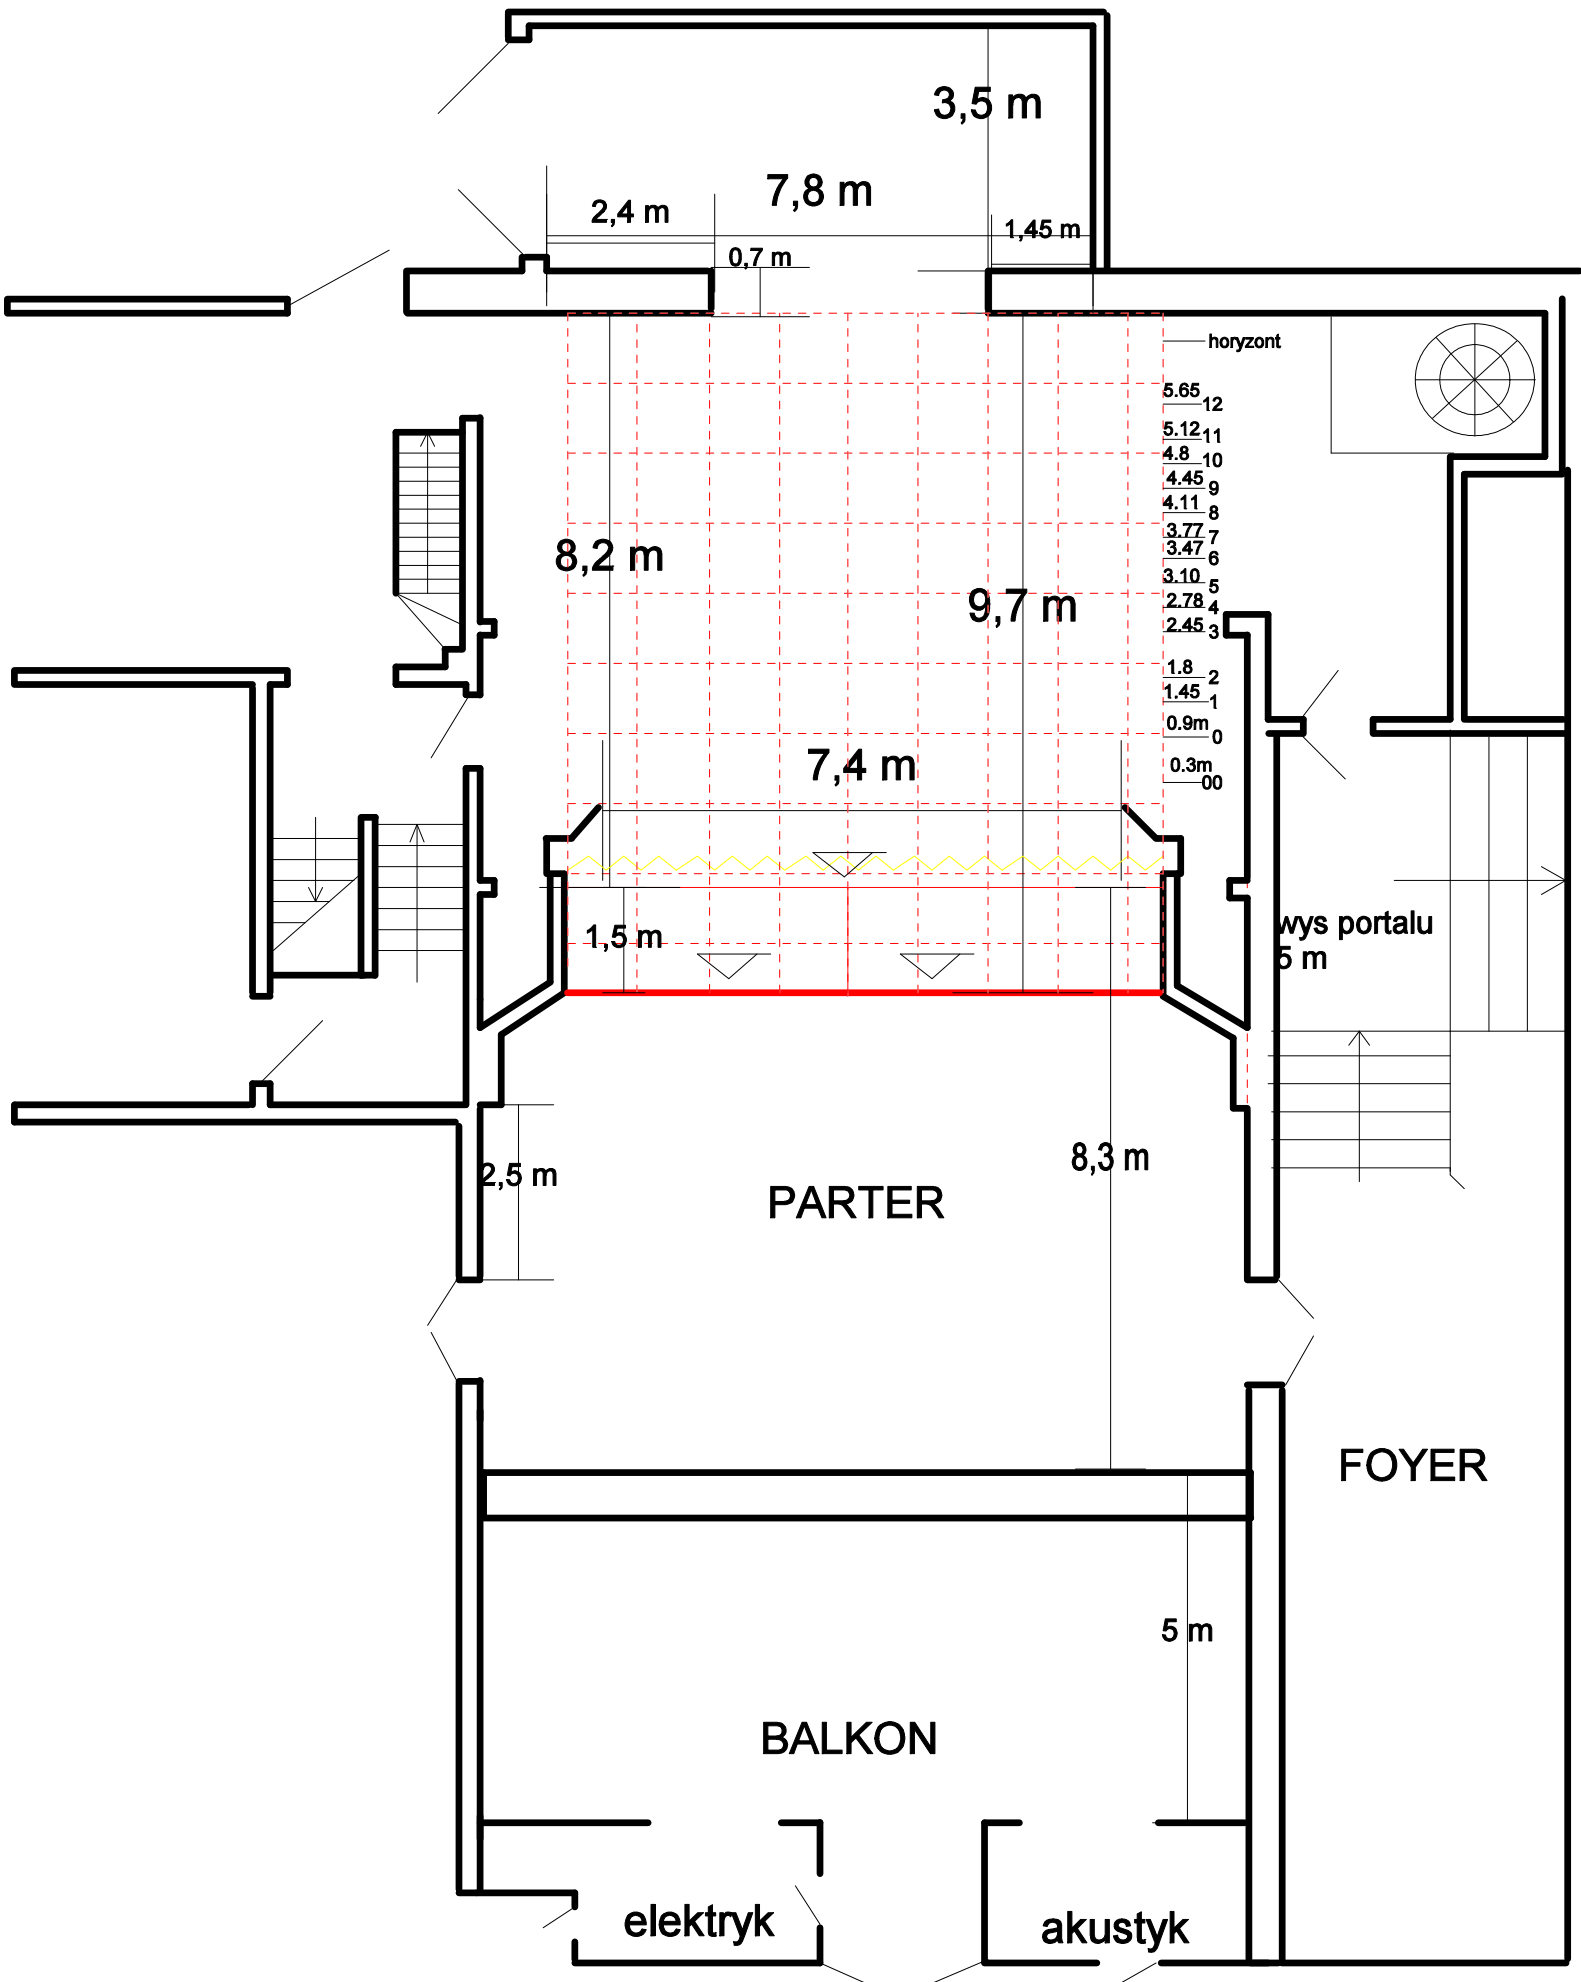 3,5 m
7,8 m
2,4 m
1,45 m
0,7 m
horyzont
5.65
12
5.12
11
4.8
10
4.45
9
4.11
8
3.77
7
3.47
6
3.10
5
2.78
4
2.45
3
1.8
2
1.45
1
0.9m
0
0.3m
00
8,2 m
9,7 m
7,4 m
1,5 m
wys portalu
5 m
2,5 m
8,3 m
PARTER
FOYER
5 m
BALKON
elektryk
akustyk